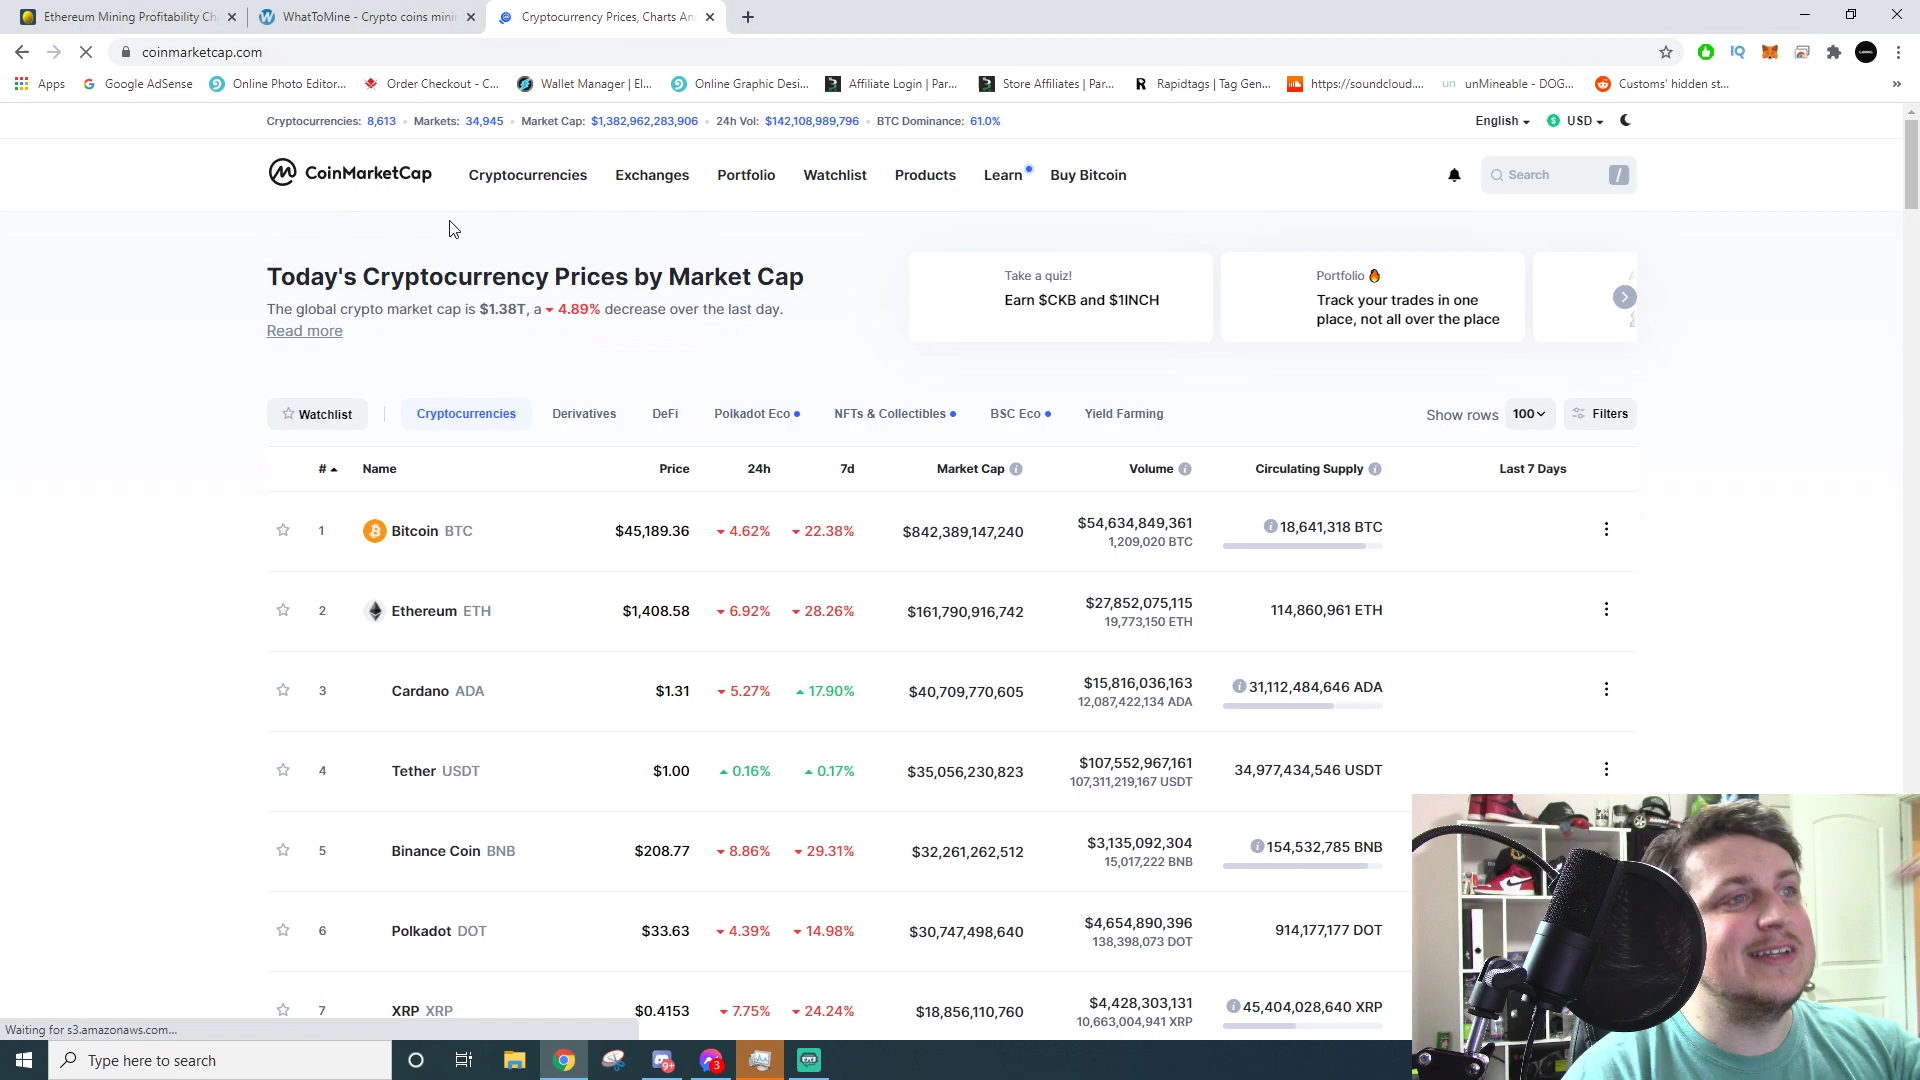 Ethereum Mining Profitability Ch
WhatToMine - Crypto coins mini
Cryptocurrency Prices, Charts An
coinmarketcap.com
Apps
Google AdSense
Online Photo Editor...
Order Checkout - C...
Wallet Manager | El...
Online Graphic Desi...
Affiliate Login | Par...
Store Affiliates | Par...
Rapidtags | Tag Gen...
https://soundcloud....
un unMineable - DOG...
Customs' hidden st...
»
Cryptocurrencies: 8,613 Markets: 34,945 Market Cap: $1,382,962,283,906 24h Vol: $142,108,989,796 BTC Dominance: 61.0%
English USD
CoinMarketCap
Cryptocurrencies Exchanges Portfolio Watchlist Products Learn Buy Bitcoin
Search /
Today's Cryptocurrency Prices by Market Cap
The global crypto market cap is $1.38T, a 4.89% decrease over the last day.
Read more
Take a quiz!
Earn $CKB and $1INCH
Portfolio
Track your trades in one
place, not all over the place
Watchlist Cryptocurrencies Derivatives DeFi Polkadot Eco NFTs & Collectibles BSC Eco Yield Farming
Show rows 100 Filters
# Name Price 24h 7d Market Cap Volume Circulating Supply Last 7 Days
1 Bitcoin BTC $45,189.36 4.62% 22.38% $842,389,147,240 $54,634,849,361 18,641,318 BTC
1,209,020 BTC
2 Ethereum ETH $1,408.58 6.92% 28.26% $161,790,916,742 $27,852,075,115 114,860,961 ETH
19,773,150 ETH
3 Cardano ADA $1.31 5.27% 17.90% $40,709,770,605 $15,816,036,163 31,112,484,646 ADA
12,087,422,134 ADA
4 Tether USDT $1.00 0.16% 0.17% $35,056,230,823 $107,552,967,161 34,977,434,546 USDT
107,311,219,167 USDT
5 Binance Coin BNB $208.77 8.86% 29.31% $32,261,262,512 $3,135,092,304 154,532,785 BNB
15,017,222 BNB
6 Polkadot DOT $33.63 4.39% 14.98% $30,747,498,640 $4,654,890,396 914,177,177 DOT
138,398,073 DOT
7 XRP XRP $0.4153 7.75% 24.24% $18,856,110,760 $4,428,303,131 45,404,028,640 XRP
10,663,004,941 XRP
Waiting for s3.amazonaws.com...
Type here to search
9+
3